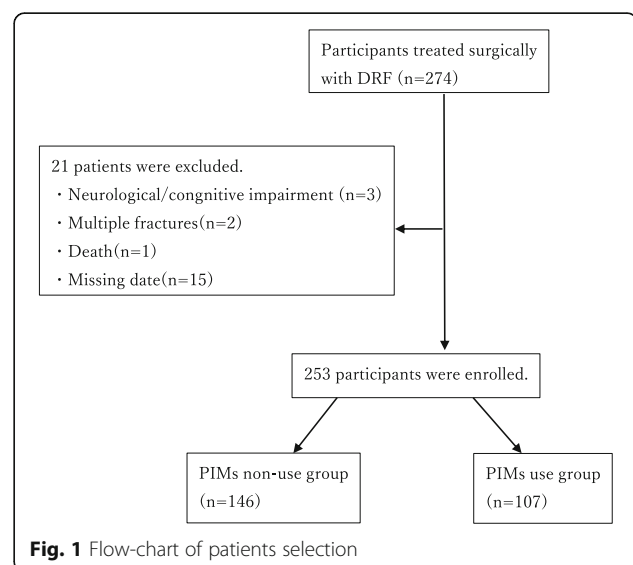 Participants treated surgically
with DRF (n=274)
21 patients were excluded.
・Neurological/congnitive impairment (n=3)
・Multiple fractures(n=2)
・Death(n=1)
・Missing date(n=15)
253 participants were enrolled.
PIMs non-use group
(n=146)
PIMs use group
(n=107)
Fig. 1 Flow-chart of patients selection